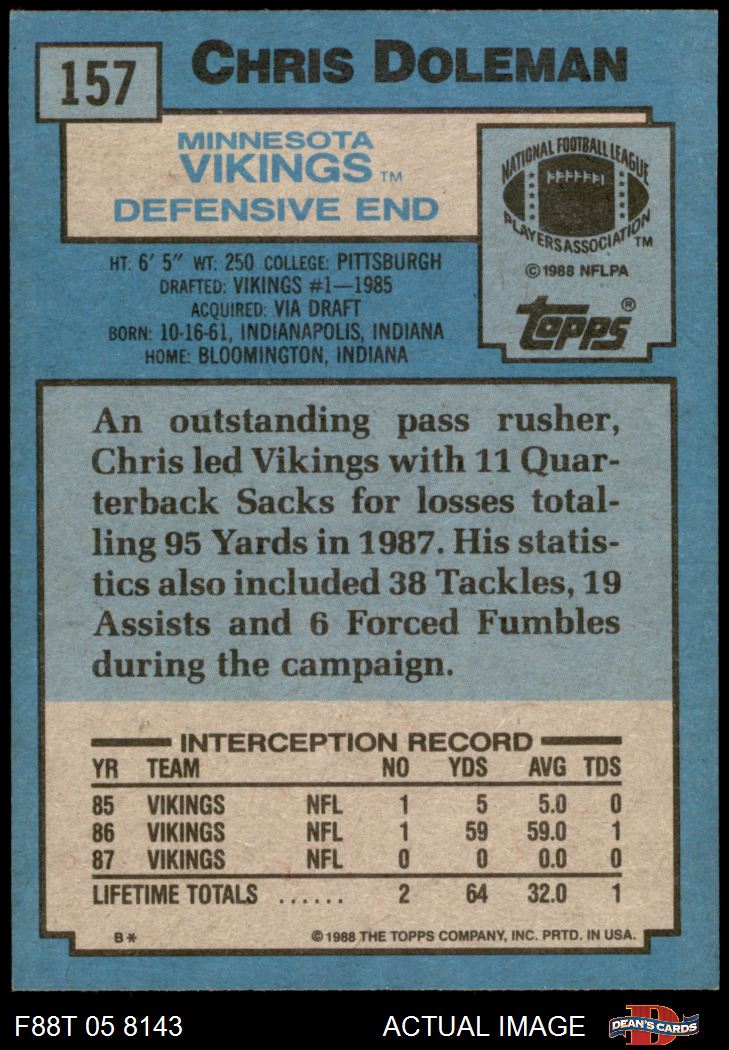 157
CHRIS DOLEMAN
MINNESOTA
VIKINGS TM
DEFENSIVE END
NATIONAL FOOTBALL LEAGUE
PLAYERS ASSOCIATION TM
© 1988 NFLPA
topps®
HT: 6' 5" WT: 250 COLLEGE: PITTSBURGH
DRAFTED: VIKINGS #1—1985
ACQUIRED: VIA DRAFT
BORN: 10-16-61, INDIANAPOLIS, INDIANA
HOME: BLOOMINGTON, INDIANA
An outstanding pass rusher,
Chris led Vikings with 11 Quar-
terback Sacks for losses total-
ling 95 Yards in 1987. His statis-
tics also included 38 Tackles, 19
Assists and 6 Forced Fumbles
during the campaign.
INTERCEPTION RECORD
YR TEAM NO YDS AVG TDS
85 VIKINGS NFL 1 5 5.0 0
86 VIKINGS NFL 1 59 59.0 1
87 VIKINGS NFL 0 0 0.0 0
LIFETIME TOTALS ...... 2 64 32.0 1
B* © 1988 THE TOPPS COMPANY, INC. PRTD. IN USA.
F88T 05 8143 ACTUAL IMAGE D DEAN'S CARDS